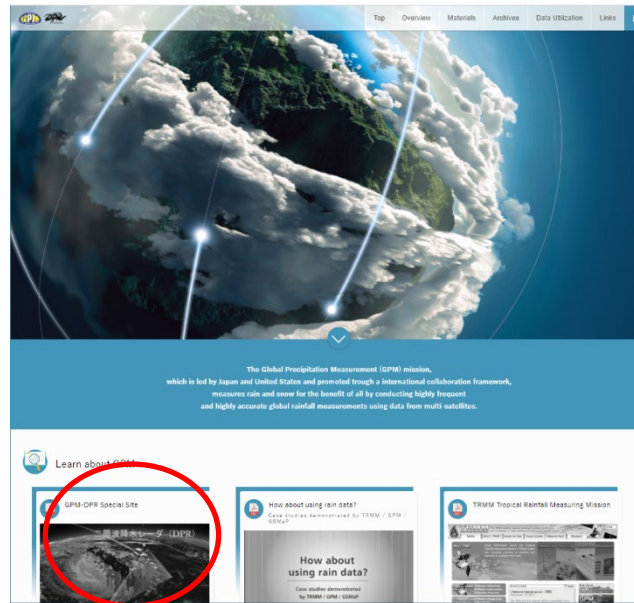 GPM DPR
Top Overview Materials Archives Data Utilization Links
The Global Precipitation Measurement (GPM) mission,
which is led by Japan and United States and promoted trough a international collaboration framework,
measures rain and snow for the benefit of all by conducting highly frequent
and highly accurate global rainfall measurements using data from multi-satellites.
Learn about GPM
GPM-DPR Special Site
二周波降水レーダ (DPR)
How about using rain data?
Case studies demonstrated by TRMM / GPM /
GSMaP
How about
using rain data?
Case studies demonstrated
by TRMM / GPM / GSMaP
TRMM Tropical Rainfall Measuring Mission